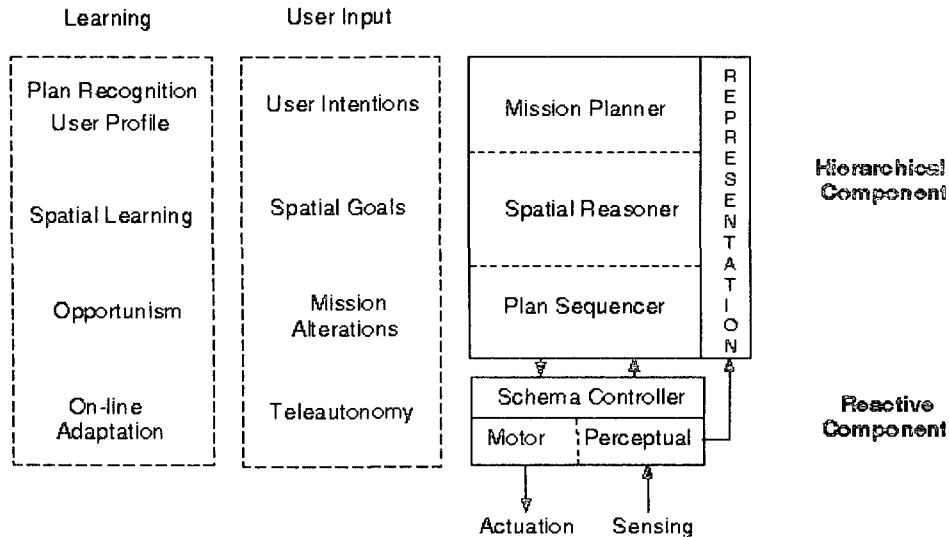 Learning
User Input
Plan Recognition
User Profile
Spatial Learning
Opportunism
On-line
Adaptation
User Intentions
Spatial Goals
Mission
Alterations
Teleautonomy
Mission Planner
Spatial Reasoner
Plan Sequencer
REPRESENTATION
Schema Controller
Motor
Perceptual
Actuation
Sensing
Hierarchical
Component
Reactive
Component